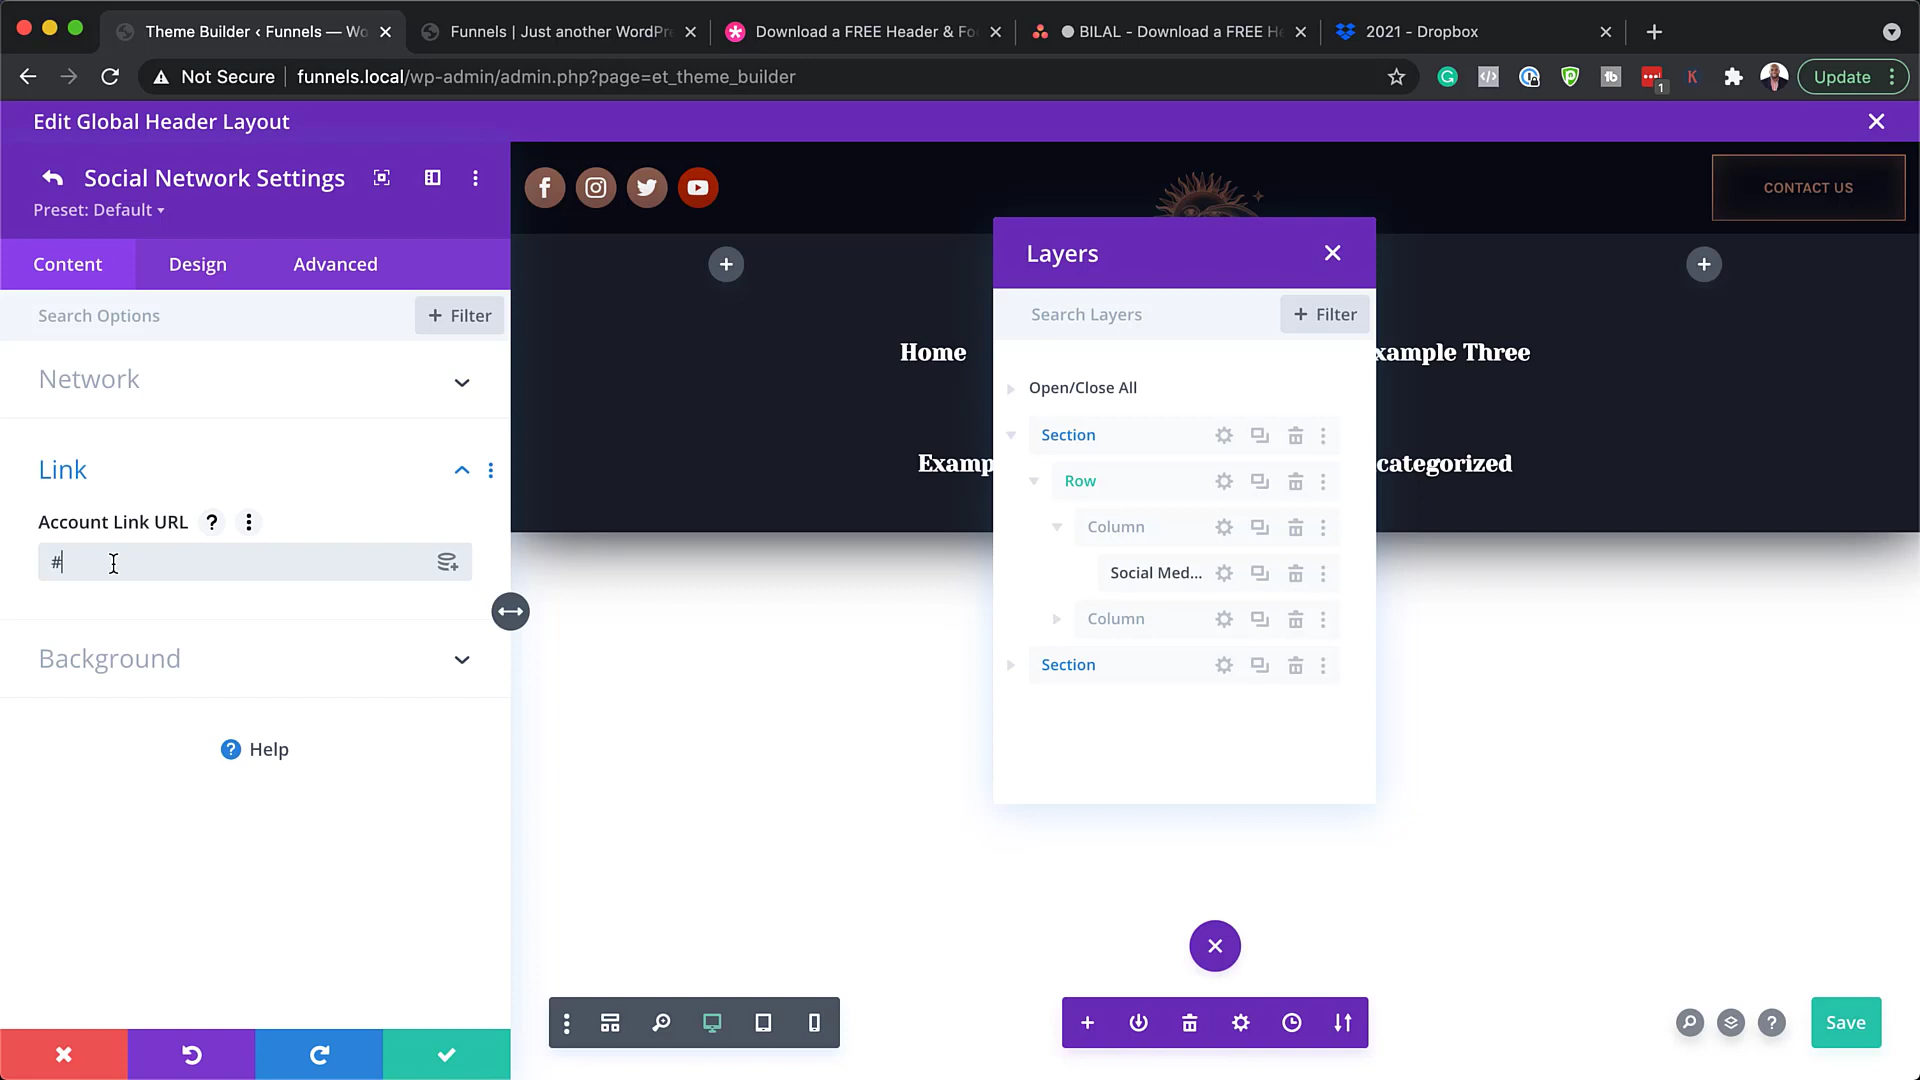 Theme Builder ‹ Funnels — Wo
Funnels | Just another WordPre
Download a FREE Header & Fo
BILAL - Download a FREE He
2021 - Dropbox
Not Secure
funnels.local/wp-admin/admin.php?page=et_theme_builder
1
Update
Edit Global Header Layout
Social Network Settings
Preset: Default
Content
Design
Advanced
Search Options
+ Filter
Network
Link
Account Link URL
#
Background
Help
CONTACT US
Home
xample Three
Examp
categorized
Layers
Search Layers
+ Filter
Open/Close All
Section
Row
Column
Social Med...
Column
Section
Save